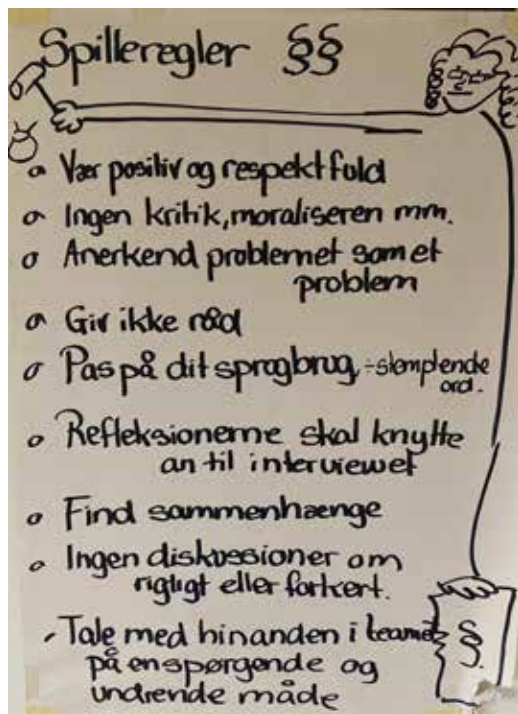 Spilleregler §§
Vær positiv og respektfuld
Ingen kritik, moraliseren mm.
Anerkend problemet som et
problem
Giv ikke råd
Pas på dit sprogbrug ÷ stemplende
ord.
Refleksionerne skal knytte
an til interviewet
Find sammenhænge
Ingen diskussioner om
rigtigt eller forkert.
Tale med hinanden i teamet
på en spørgende og
undrende måde
§.